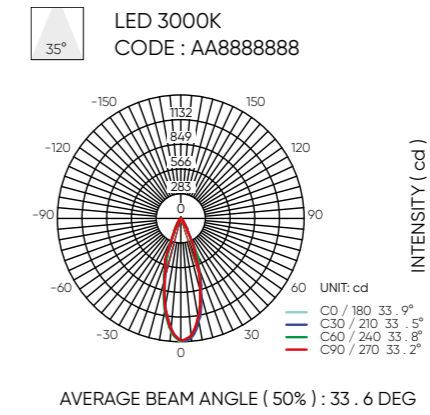 LED 3000K
35°
CODE : AA8888888
-150
150
1132
-120
849
120
566
283
0
-90
90
-60
60
UNIT: cd
C0 / 180 33 . 9°
-30
30
C30 / 210 33 . 5°
0
C60 / 240 33 . 8°
C90 / 270 33 . 2°
INTENSITY ( cd )
AVERAGE BEAM ANGLE ( 50% ) : 33 . 6 DEG